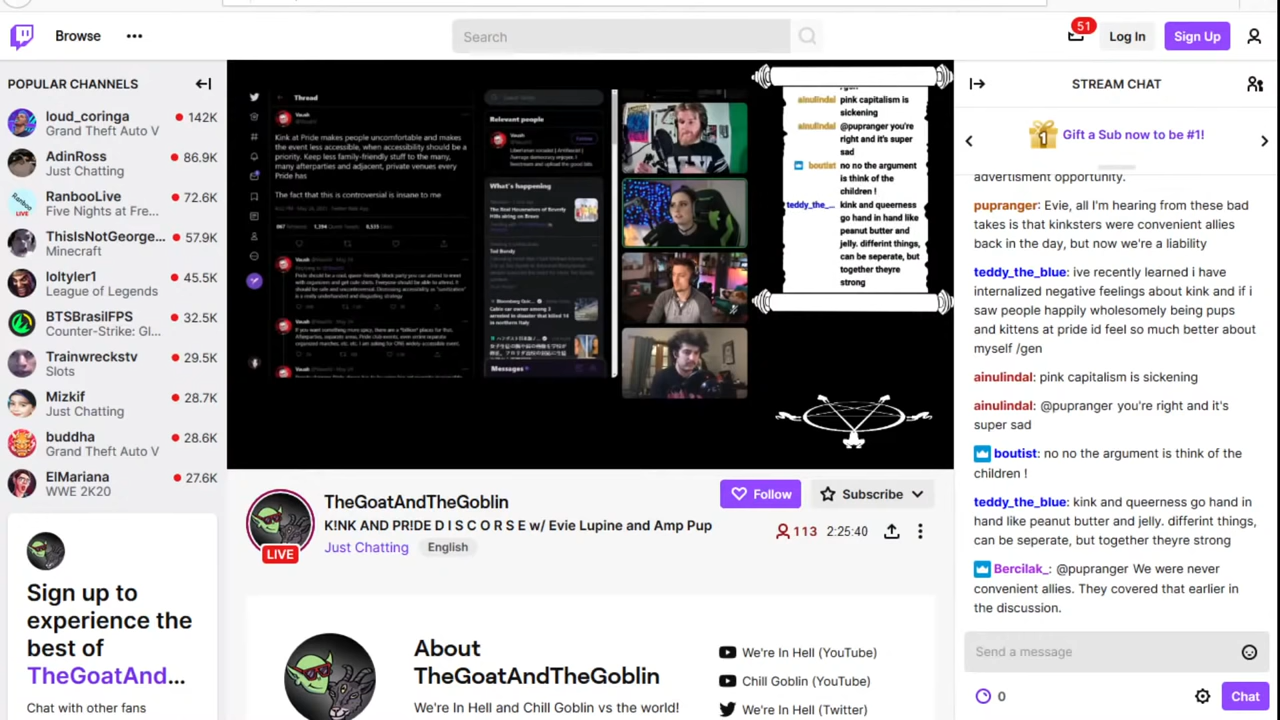 Browse
Search
51
Log In
Sign Up
POPULAR CHANNELS
loud_coringa
Grand Theft Auto V
142K
AdinRoss
Just Chatting
86.9K
RanbooLive
Five Nights at Fre...
72.6K
ThisIsNotGeorge...
Minecraft
57.9K
loltyler1
League of Legends
45.5K
BTSBrasilFPS
Counter-Strike: Gl...
32.5K
Trainwreckstv
Slots
29.5K
Mizkif
Just Chatting
28.7K
buddha
Grand Theft Auto V
28.6K
ElMariana
WWE 2K20
27.6K
Sign up to
experience the
best of
TheGoatAnd...
Chat with other fans
Thread
Vaush
Kink at Pride makes people uncomfortable and makes
the event less accessible, when accessibility should be a
priority. Keep less family-friendly stuff to the many,
many afterparties and adjacent, private venues every
Pride has
The fact that this is controversial is insane to me
Relevant people
Vaush
What's happening
The Real Housewives of Beverly
Hills airing on Bravo
Ted Bundy
Messages
ainulindal pink capitalism is
sickening
ainulindal @pupranger you're
right and it's super
sad
boutist no no the argument
is think of the
children !
teddy_the_... kink and queerness
go hand in hand
like peanut butter and
jelly. differint things,
can be seperate, but
together theyre
strong
LIVE
TheGoatAndTheGoblin
K!NK AND PR!DE D I S C O R S E w/ Evie Lupine and Amp Pup
Just Chatting
English
Follow
Subscribe
113
2:25:40
About
TheGoatAndTheGoblin
We're In Hell and Chill Goblin vs the world!
We're In Hell (YouTube)
Chill Goblin (YouTube)
We're In Hell (Twitter)
STREAM CHAT
1
Gift a Sub now to be #1!
advertisment opportunity.
pupranger: Evie, all I'm hearing from these bad
takes is that kinksters were convenient allies
back in the day, but now we're a liability
teddy_the_blue: ive recently learned i have
internalized negative feelings about kink and if i
saw people happily wholesomely being pups
and kittens at pride id feel so much better about
myself /gen
ainulindal: pink capitalism is sickening
ainulindal: @pupranger you're right and it's
super sad
boutist: no no the argument is think of the
children !
teddy_the_blue: kink and queerness go hand in
hand like peanut butter and jelly. differint things,
can be seperate, but together theyre strong
Bercilak_: @pupranger We were never
convenient allies. They covered that earlier in
the discussion.
Send a message
0
Chat